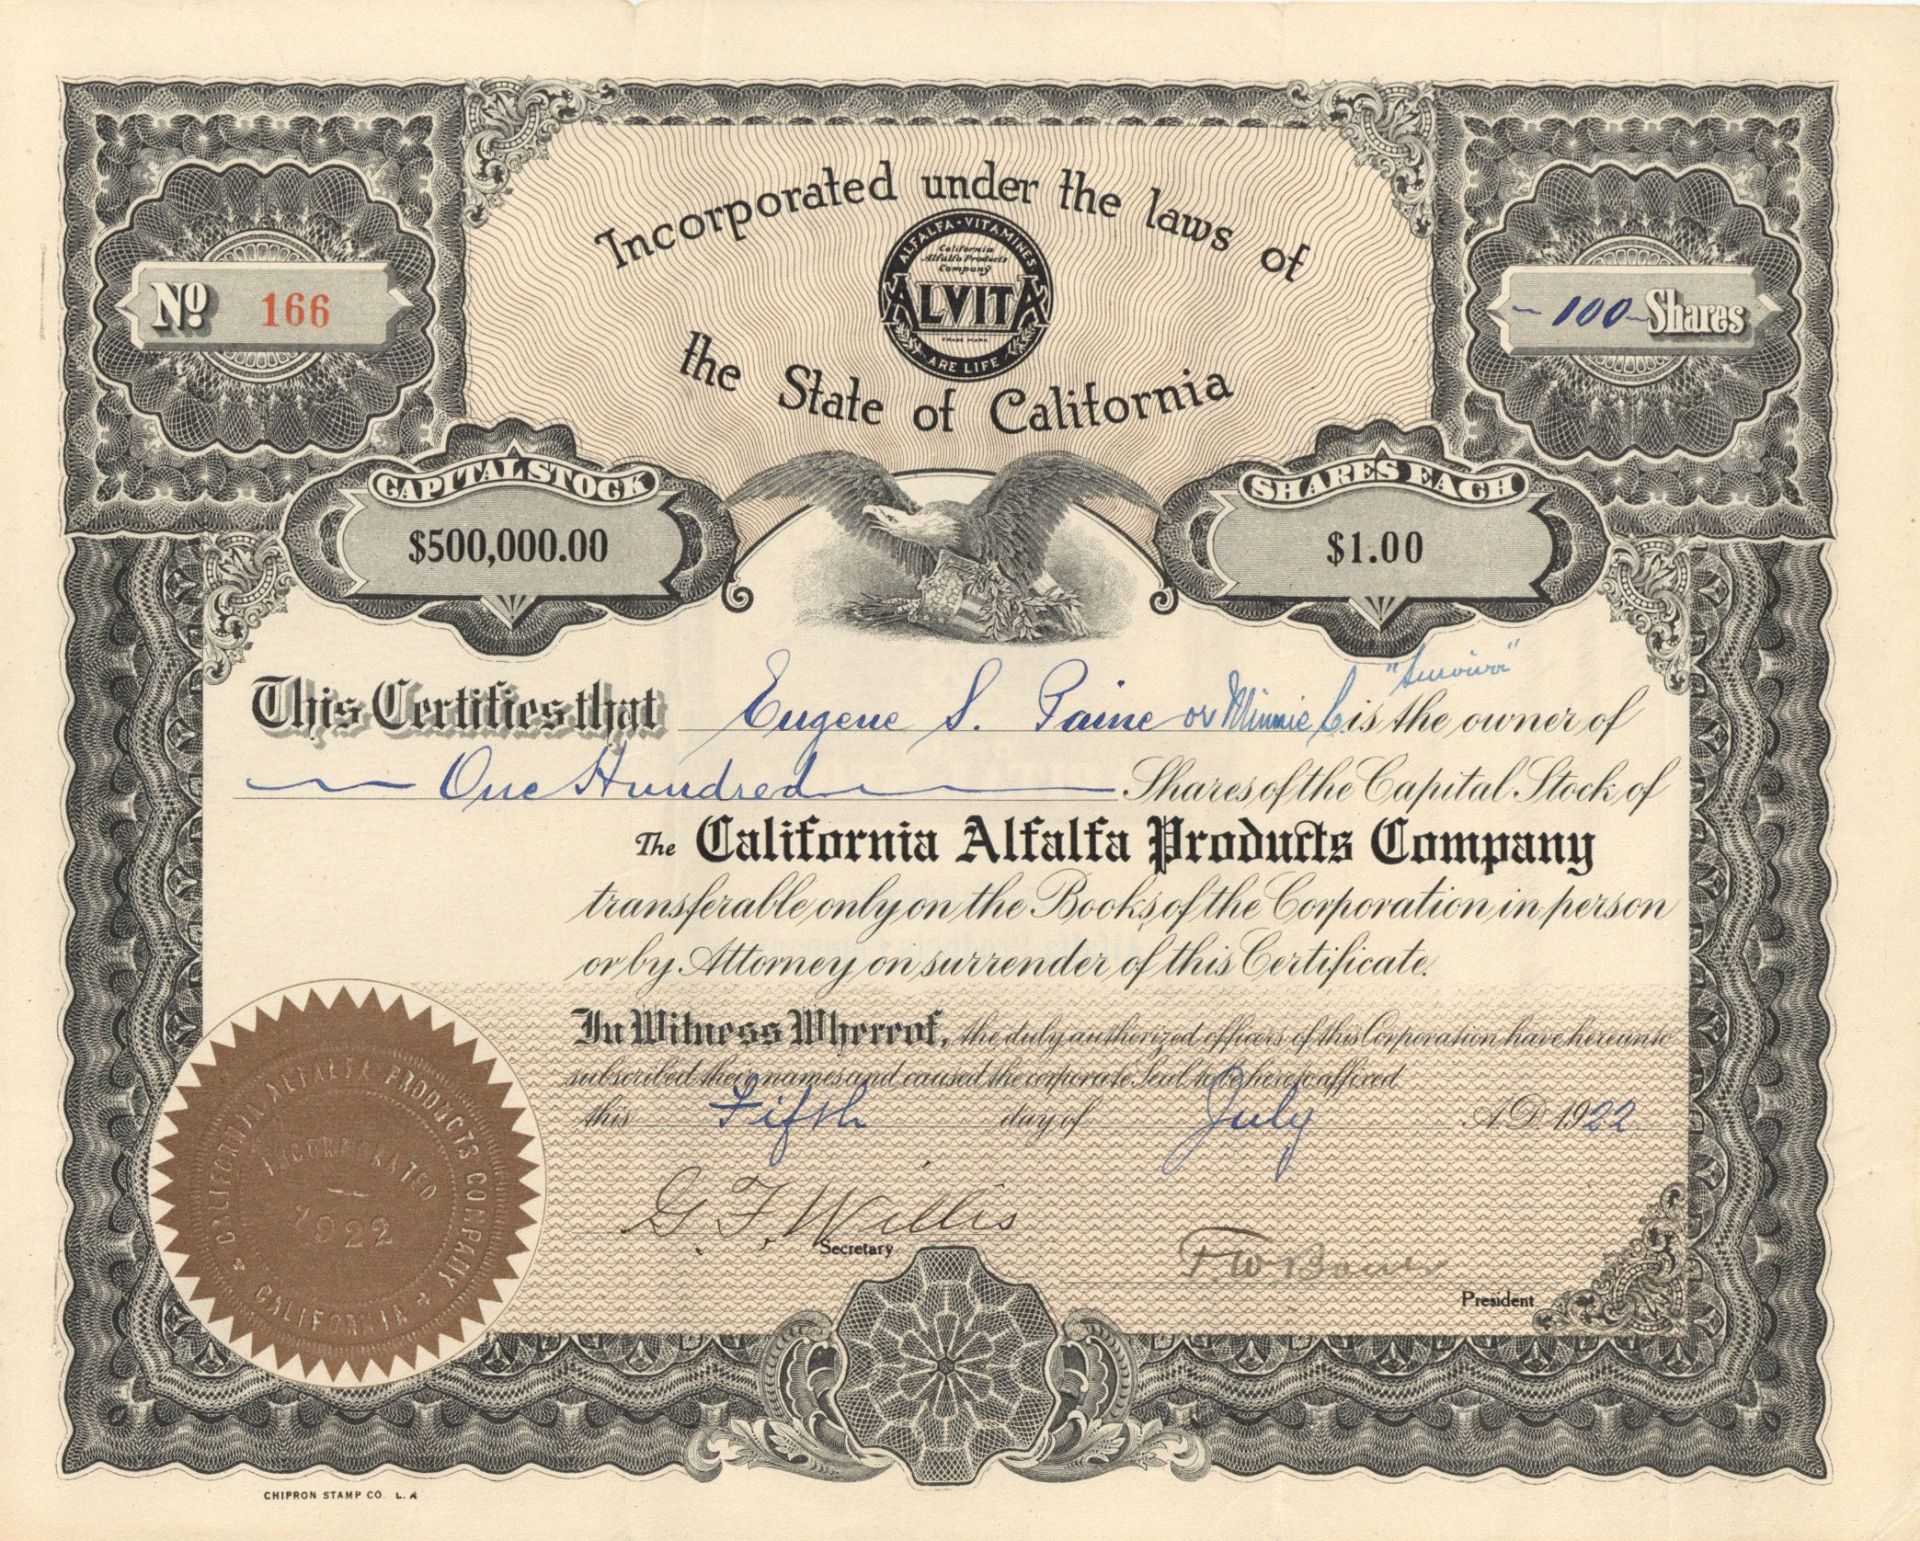 Incorporated under the laws of
ALFALFA · VITAMINES
California
Alfalfa Products
Company
ALVITA
TRADE MARK
ARE LIFE
the State of California
Nº 166
100 Shares
CAPITAL STOCK
$500,000.00
SHARES EACH
$1.00
"Survivor"
This Certifies that Eugene S. Paine or Minnie C. is the owner of
One Hundred Shares of the Capital Stock of
The California Alfalfa Products Company
transferable only on the Books of the Corporation in person
or by Attorney on surrender of this Certificate.
In Witness Whereof, the duly authorized officers of this Corporation have hereunto
subscribed their names and caused the corporate Seal to be hereto affixed
this Fifth day of July A.D. 1922
G. F. Willis
Secretary
F. W.
President
CALIFORNIA ALFALFA PRODUCTS COMPANY
INCORPORATED
1922
CALIFORNIA
CHIPRON STAMP CO. L. A